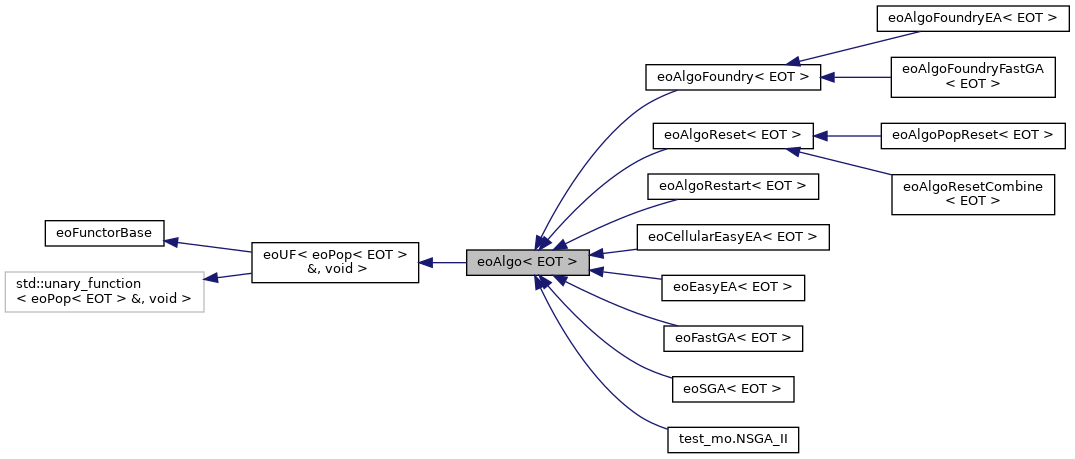 eoAlgoFoundryEA< EOT >
eoAlgoFoundry< EOT >
eoAlgoFoundryFastGA
< EOT >
eoAlgoReset< EOT >
eoAlgoPopReset< EOT >
eoAlgoRestart< EOT >
eoAlgoResetCombine
< EOT >
eoFunctorBase
eoCellularEasyEA< EOT >
eoUF< eoPop< EOT >
&, void >
eoAlgo< EOT >
std::unary_function
< eoPop< EOT > &, void >
eoEasyEA< EOT >
eoFastGA< EOT >
eoSGA< EOT >
test_mo.NSGA_II